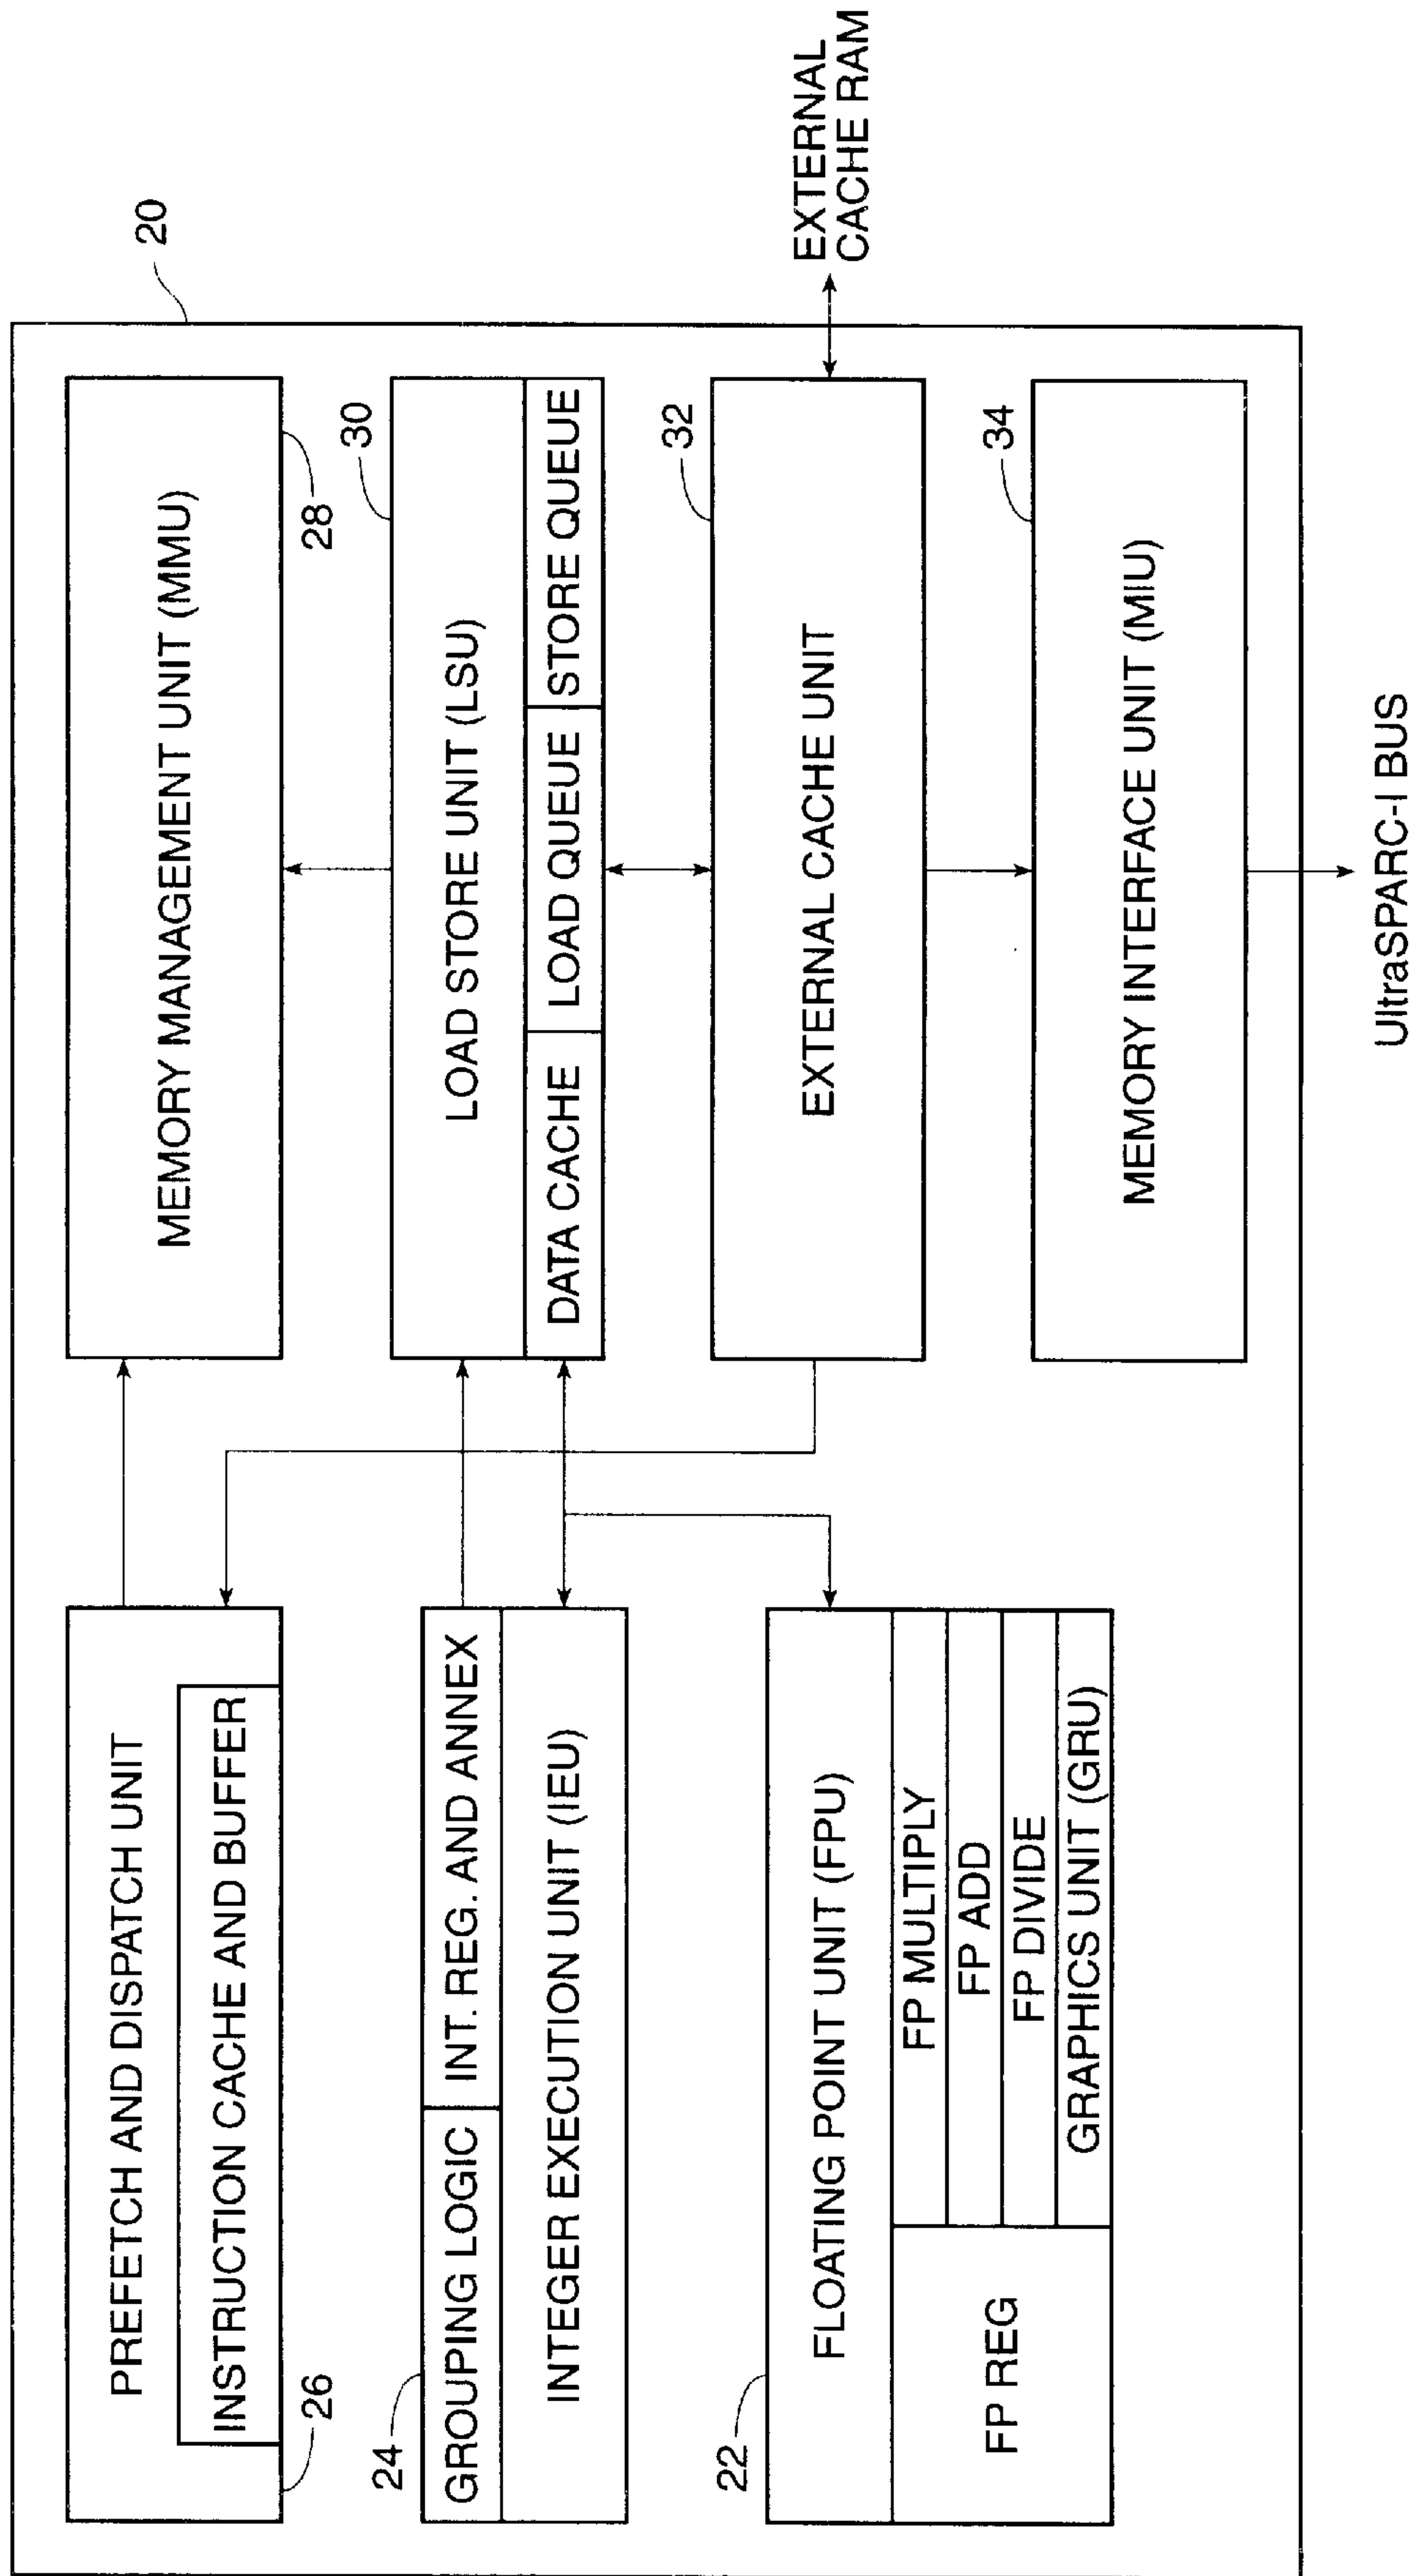 20
PREFETCH AND DISPATCH UNIT
INSTRUCTION CACHE AND BUFFER
26
MEMORY MANAGEMENT UNIT (MMU)
28
24
GROUPING LOGIC
INT. REG. AND ANNEX
INTEGER EXECUTION UNIT (IEU)
30
LOAD STORE UNIT (LSU)
DATA CACHE
LOAD QUEUE
STORE QUEUE
22
FLOATING POINT UNIT (FPU)
FP REG
FP MULTIPLY
FP ADD
FP DIVIDE
GRAPHICS UNIT (GRU)
32
EXTERNAL CACHE UNIT
EXTERNAL
CACHE RAM
34
MEMORY INTERFACE UNIT (MIU)
UltraSPARC-I BUS